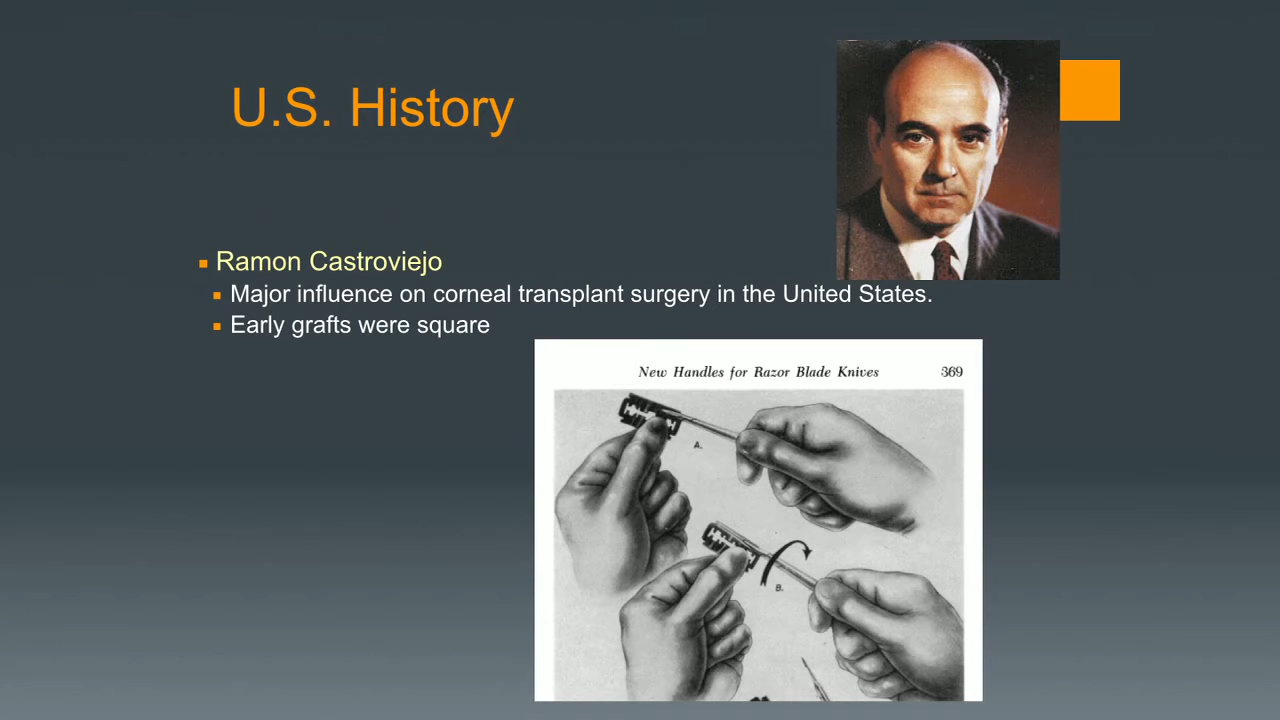 U.S. History
Ramon Castroviejo
Major influence on corneal transplant surgery in the United States.
Early grafts were square
New Handles for Razor Blade Knives 369
A.
B.